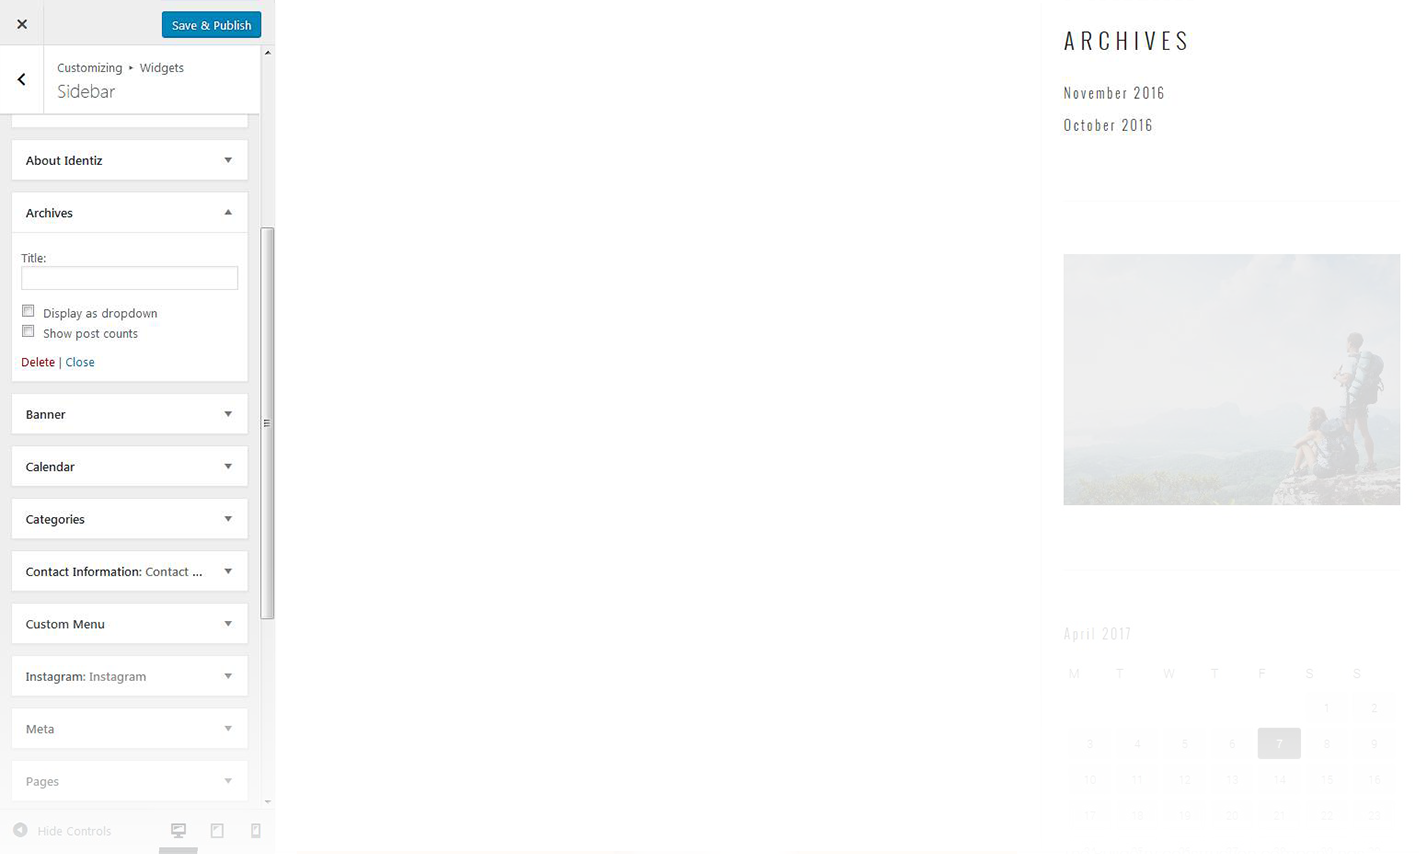 Save & Publish
Customizing ▸ Widgets
Sidebar
About Identiz
Archives
Title:
Display as dropdown
Show post counts
Delete | Close
Banner
Calendar
Categories
Contact Information: Contact ...
Custom Menu
Instagram: Instagram
Meta
Pages
Hide Controls
ARCHIVES
November 2016
October 2016
April 2017
M T W T F S S
1 2
3 4 5 6 7 8 9
10 11 12 13 14 15 16
17 18 19 20 21 22 23